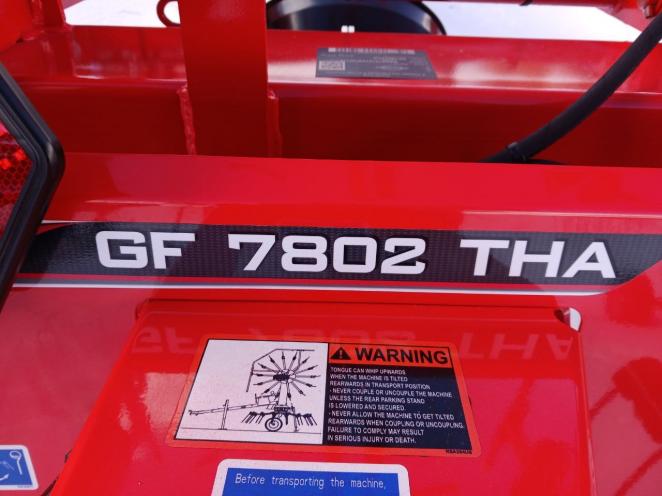 GF 7802 THA
WARNING
TONGUE CAN WHIP UPWARDS
WHEN THE MACHINE IS TILTED
REARWARDS IN TRANSPORT POSITION
- NEVER COUPLE OR UNCOUPLE THE MACHINE
UNLESS THE REAR PARKING STAND
IS LOWERED AND SECURED.
- NEVER ALLOW THE MACHINE TO GET TILTED
REARWARDS WHEN COUPLING OR UNCOUPLING.
FAILURE TO COMPLY MAY RESULT
IN SERIOUS INJURY OR DEATH.
Before transporting the machine,